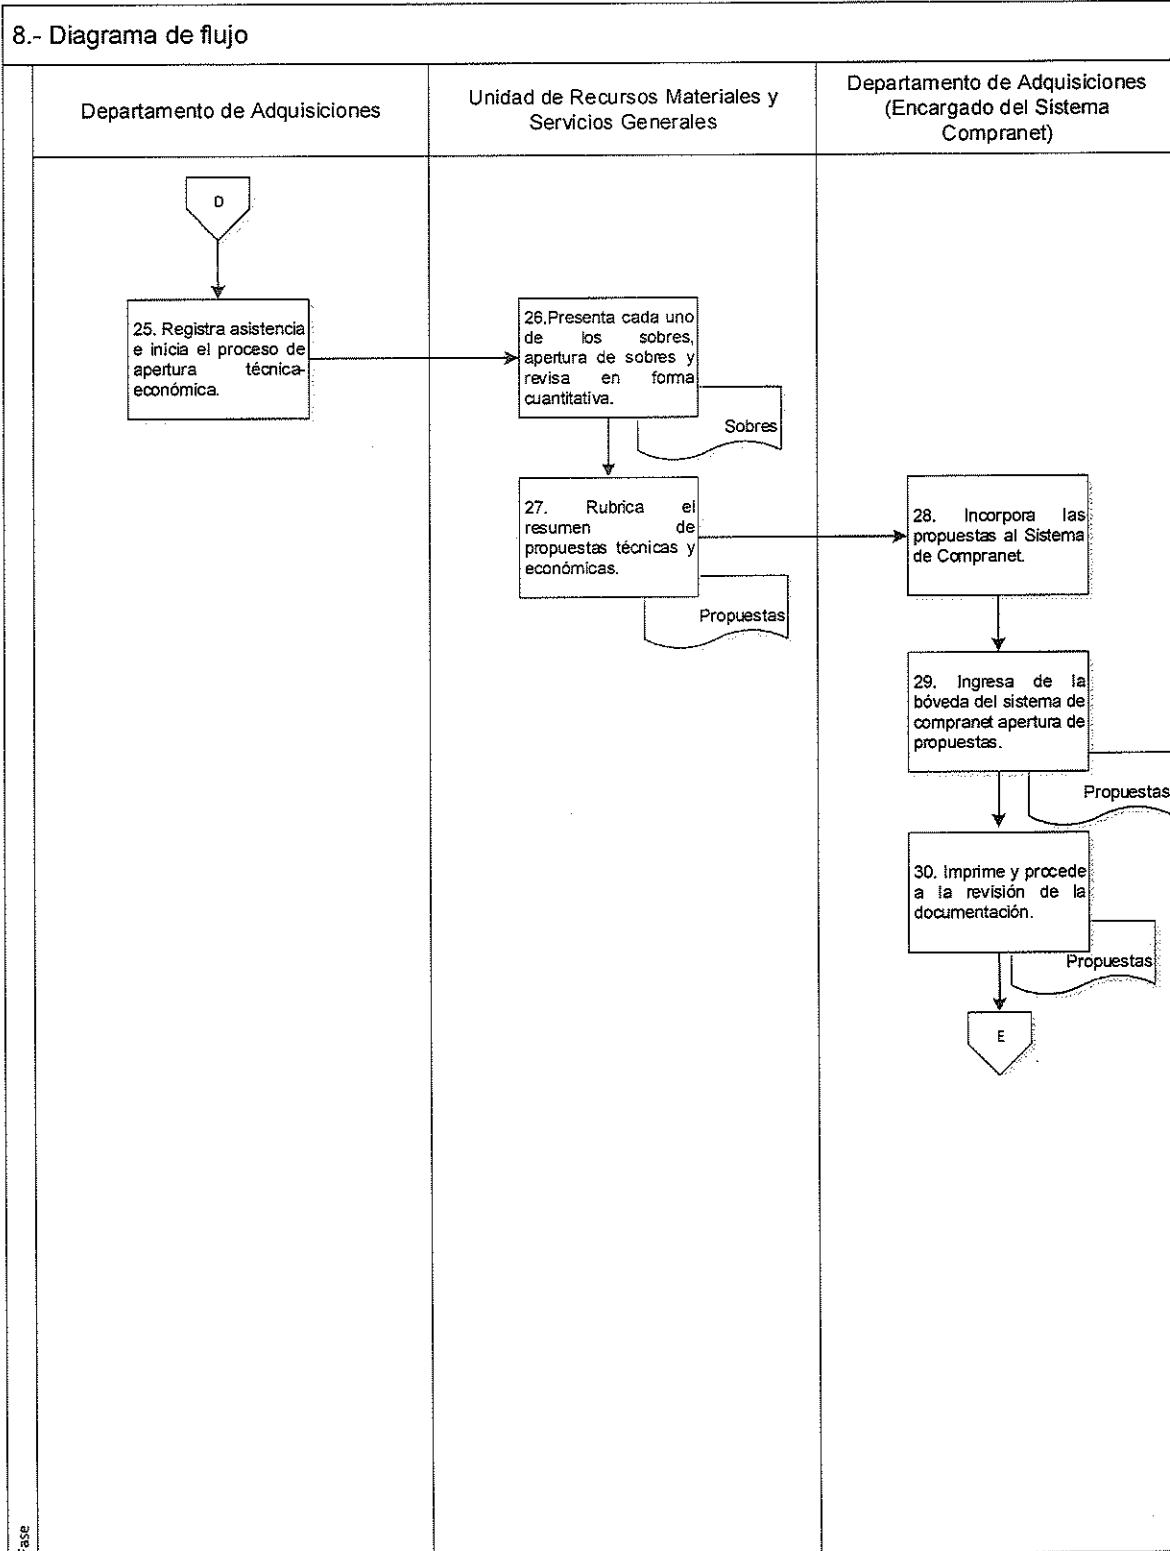 8.- Diagrama de flujo
Departamento de Adquisiciones
Unidad de Recursos Materiales y
Servicios Generales
Departamento de Adquisiciones
(Encargado del Sistema
Compranet)
D
25. Registra asistencia
e inicia el proceso de
apertura técnica-
económica.
26.Presenta cada uno
de los sobres,
apertura de sobres y
revisa en forma
cuantitativa.
Sobres
27. Rubrica el
resumen de
propuestas técnicas y
económicas.
Propuestas
28. Incorpora las
propuestas al Sistema
de Compranet.
29. Ingresa de la
bóveda del sistema de
compranet apertura de
propuestas.
Propuestas
30. Imprime y procede
a la revisión de la
documentación.
Propuestas
E
Fase